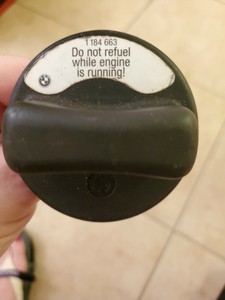 1 184 663
Do not refuel
while engine
is running!